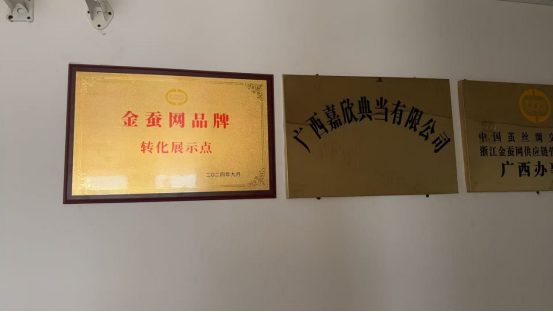 金蚕网品牌
转化展示点
二〇二四年九月
广西嘉欣典当有限公司
中国茧丝绸
浙江金蚕网供应链
广西办